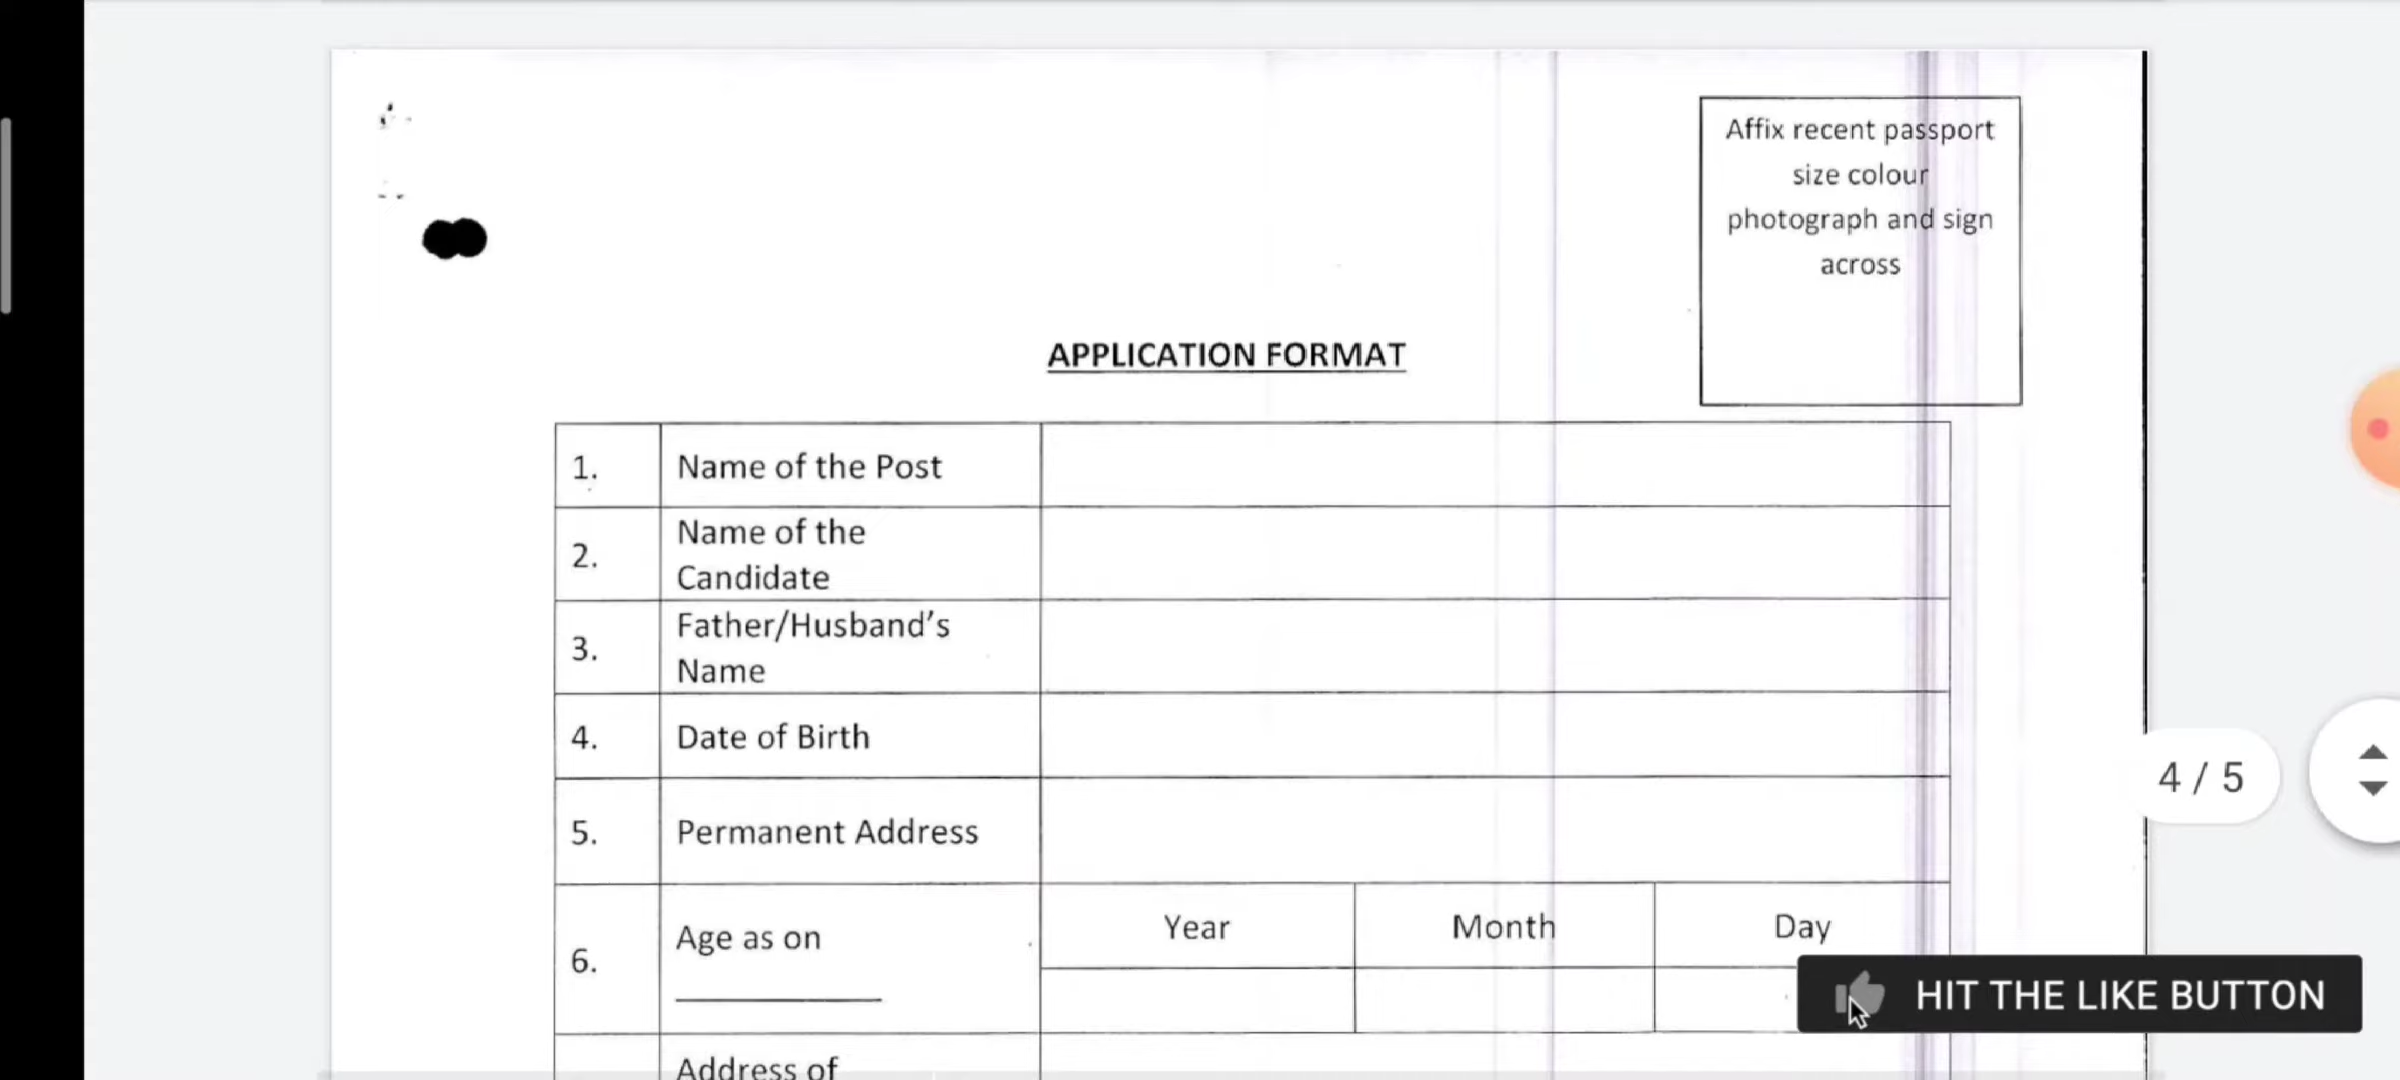 Affix recent passport
size colour
photograph and sign
across
APPLICATION FORMAT
1. Name of the Post
2. Name of the
Candidate
3. Father/Husband’s
Name
4. Date of Birth
5. Permanent Address
6. Age as on
Year Month Day
Address of
4 / 5
HIT THE LIKE BUTTON